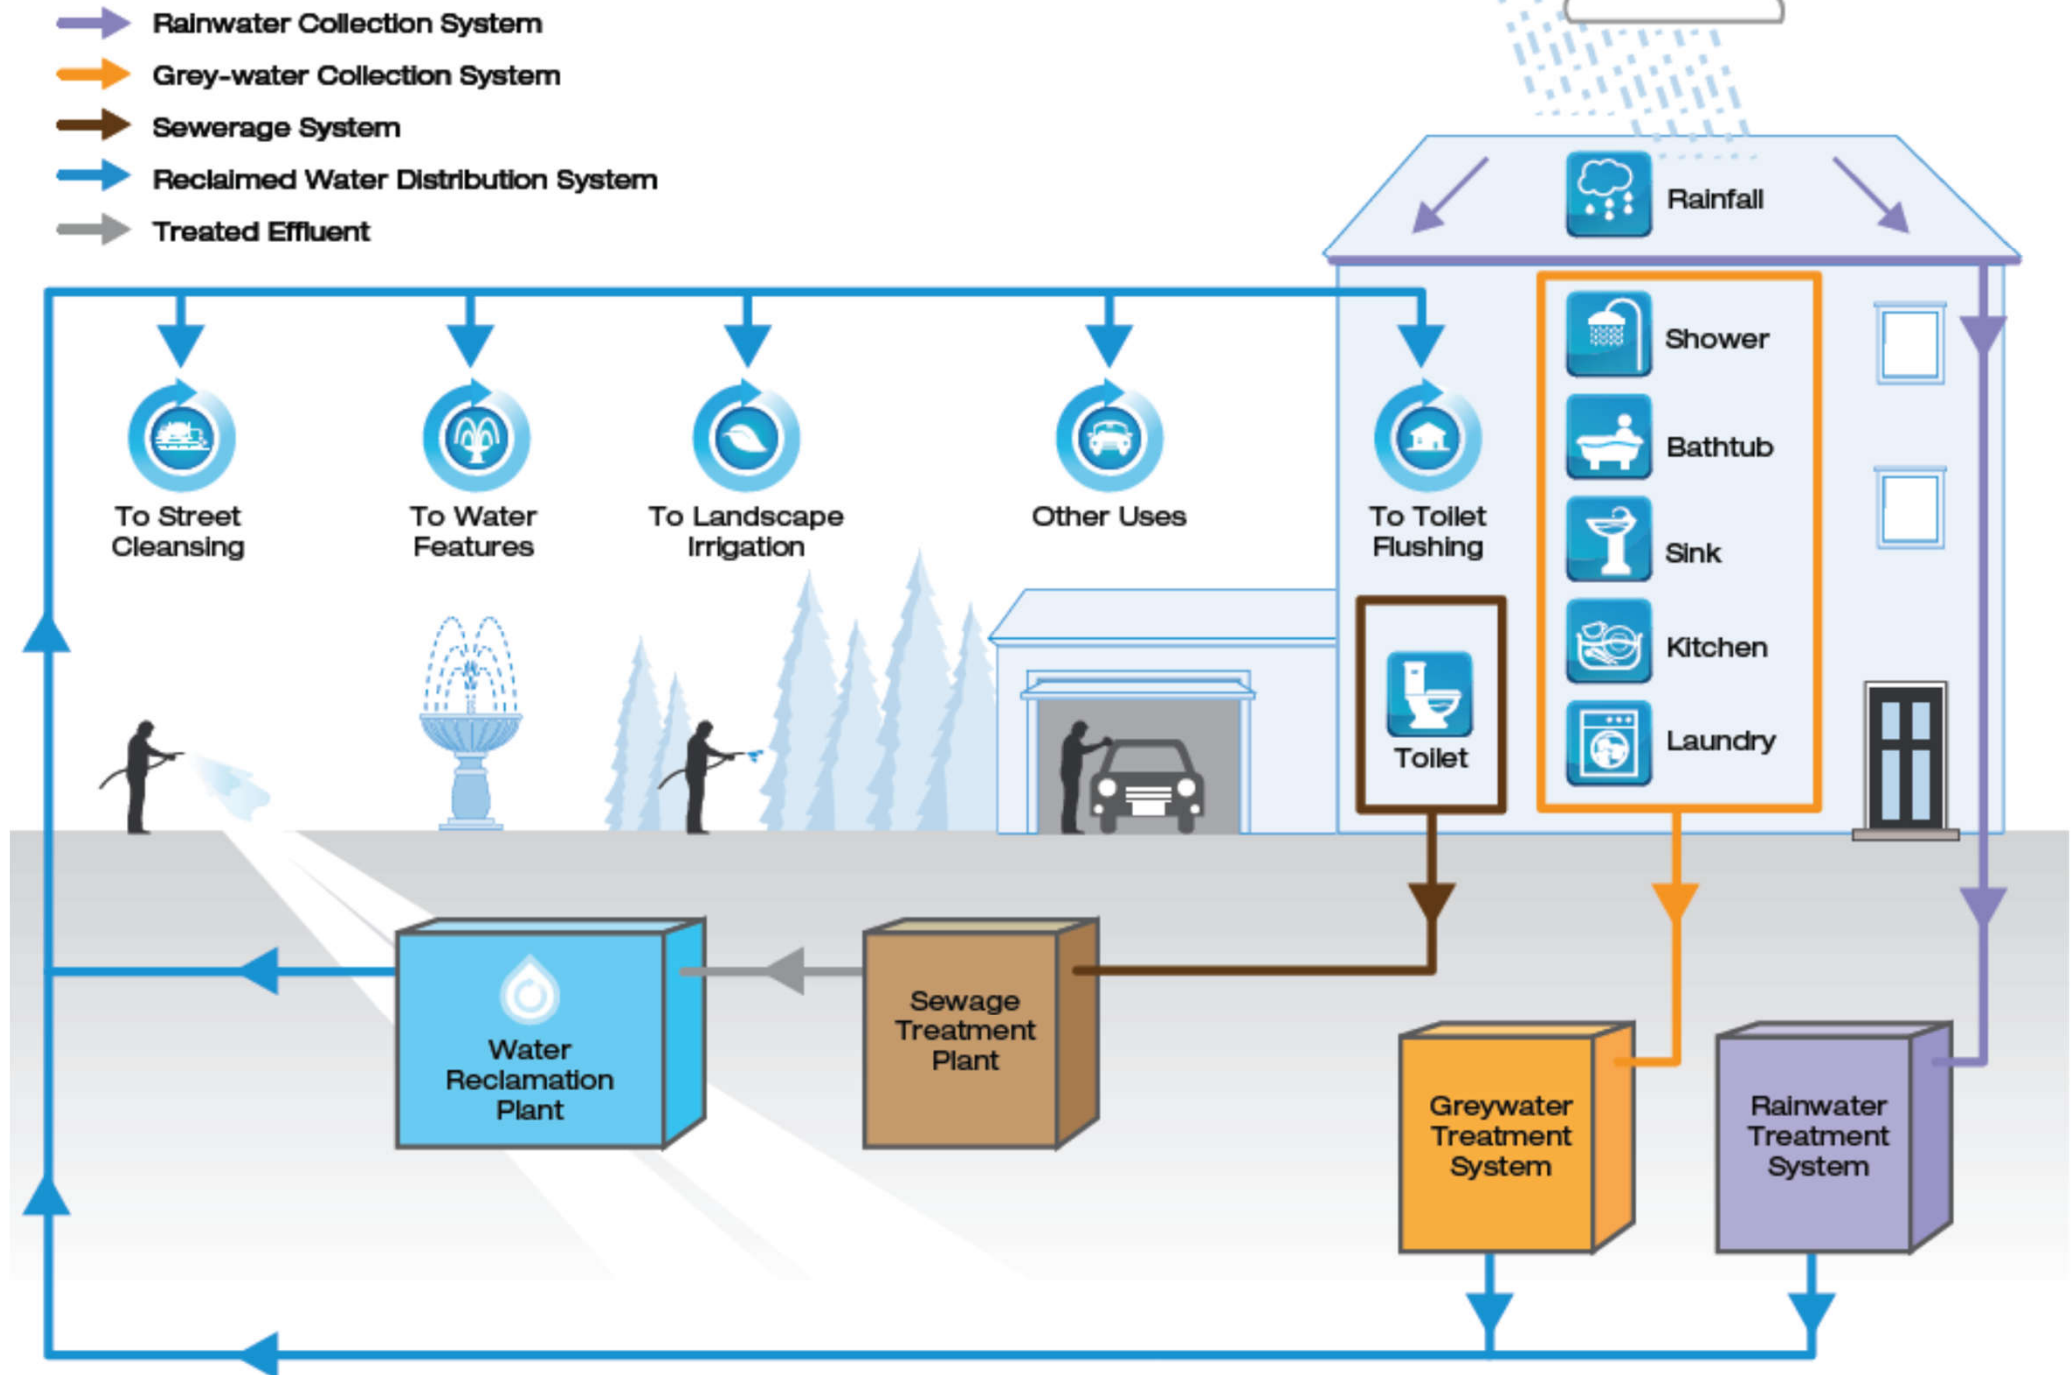 Rainwater Collection System
Grey-water Collection System
Sewerage System
Reclaimed Water Distribution System
Treated Effluent
Rainfall
Shower
Bathtub
Sink
Kitchen
Laundry
To Street
Cleansing
To Water
Features
To Landscape
Irrigation
Other Uses
To Toilet
Flushing
Toilet
Water
Reclamation
Plant
Sewage
Treatment
Plant
Greywater
Treatment
System
Rainwater
Treatment
System